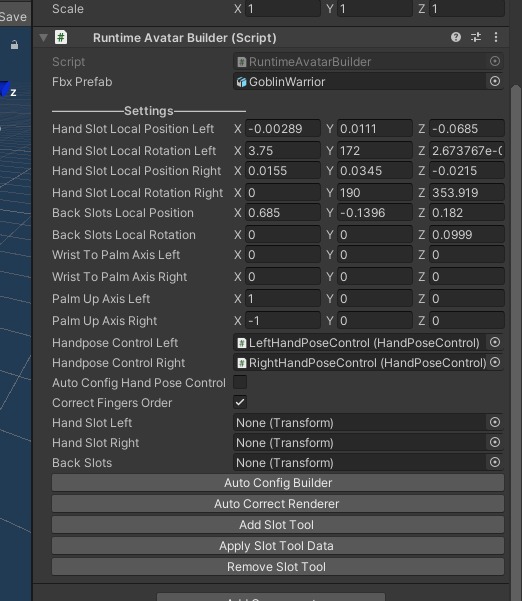 Save
Scale X 1 Y 1 Z 1
# Runtime Avatar Builder (Script)
Script # RuntimeAvatarBuilder
Fbx Prefab GoblinWarrior
Settings
Hand Slot Local Position Left X -0.00289 Y 0.0111 Z -0.0685
Hand Slot Local Rotation Left X 3.75 Y 172 Z 2.673767e-0
Hand Slot Local Position Right X 0.0155 Y 0.0345 Z -0.0215
Hand Slot Local Rotation Right X 0 Y 190 Z 353.919
Back Slots Local Position X 0.685 Y -0.1396 Z 0.182
Back Slots Local Rotation X 0 Y 0 Z 0.0999
Wrist To Palm Axis Left X 0 Y 0 Z 0
Wrist To Palm Axis Right X 0 Y 0 Z 0
Palm Up Axis Left X 1 Y 0 Z 0
Palm Up Axis Right X -1 Y 0 Z 0
Handpose Control Left # LeftHandPoseControl (HandPoseControl)
Handpose Control Right # RightHandPoseControl (HandPoseControl)
Auto Config Hand Pose Control
Correct Fingers Order
Hand Slot Left None (Transform)
Hand Slot Right None (Transform)
Back Slots None (Transform)
Auto Config Builder
Auto Correct Renderer
Add Slot Tool
Apply Slot Tool Data
Remove Slot Tool
z